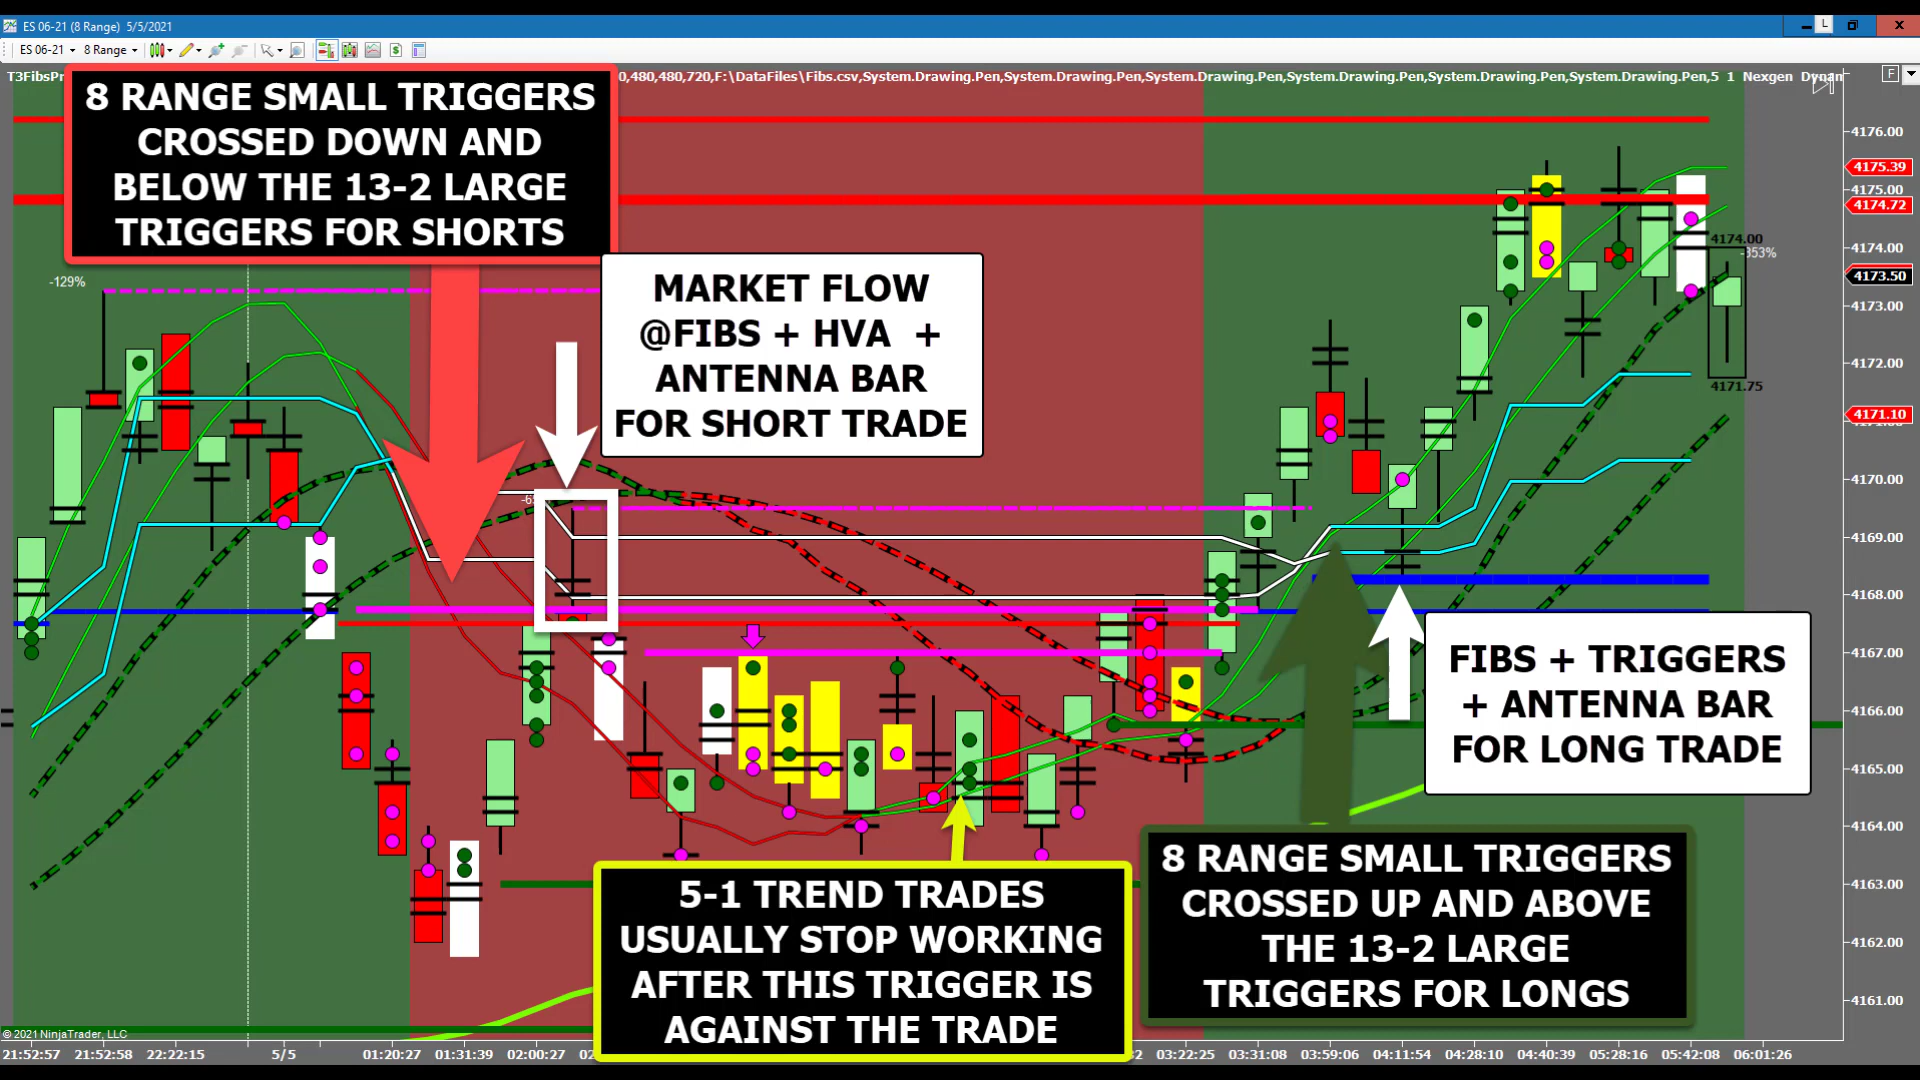 ES 06-21 (8 Range) 5/5/2021
L
ES 06-21
8 Range
T3FibsPr
0,480,480,720,F:\DataFiles\Fibs.csv,System.Drawing.Pen,System.Drawing.Pen,System.Drawing.Pen,System.Drawing.Pen,System.Drawing.Pen,System.Drawing.Pen,5 1 Nexgen Dynam
F
8 RANGE SMALL TRIGGERS
CROSSED DOWN AND
BELOW THE 13-2 LARGE
TRIGGERS FOR SHORTS
MARKET FLOW
@FIBS + HVA +
ANTENNA BAR
FOR SHORT TRADE
-129%
4174.00
4171.75
FIBS + TRIGGERS
+ ANTENNA BAR
FOR LONG TRADE
5-1 TREND TRADES
USUALLY STOP WORKING
AFTER THIS TRIGGER IS
AGAINST THE TRADE
8 RANGE SMALL TRIGGERS
CROSSED UP AND ABOVE
THE 13-2 LARGE
TRIGGERS FOR LONGS
4176.00
4175.39
4175.00
4174.72
4174.00
4173.50
4173.00
4172.00
4171.10
4170.00
4169.00
4168.00
4167.00
4166.00
4165.00
4164.00
4163.00
4162.00
4161.00
© 2021 NinjaTrader, LLC
21:52:57 21:52:58 22:22:15 5/5 01:20:27 01:31:39 02:00:27 03:22:25 03:31:08 03:59:06 04:11:54 04:28:10 04:40:39 05:28:16 05:42:08 06:01:26